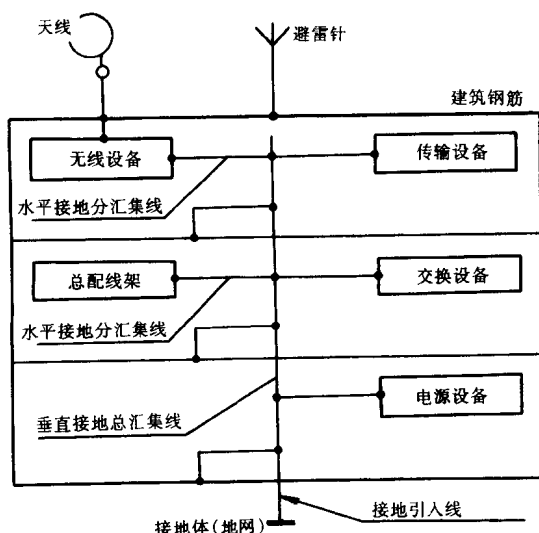 天线
避雷针
建筑钢筋
无线设备
传输设备
水平接地分汇集线
总配线架
交换设备
水平接地分汇集线
垂直接地总汇集线
电源设备
接地引入线
接地体(地网)